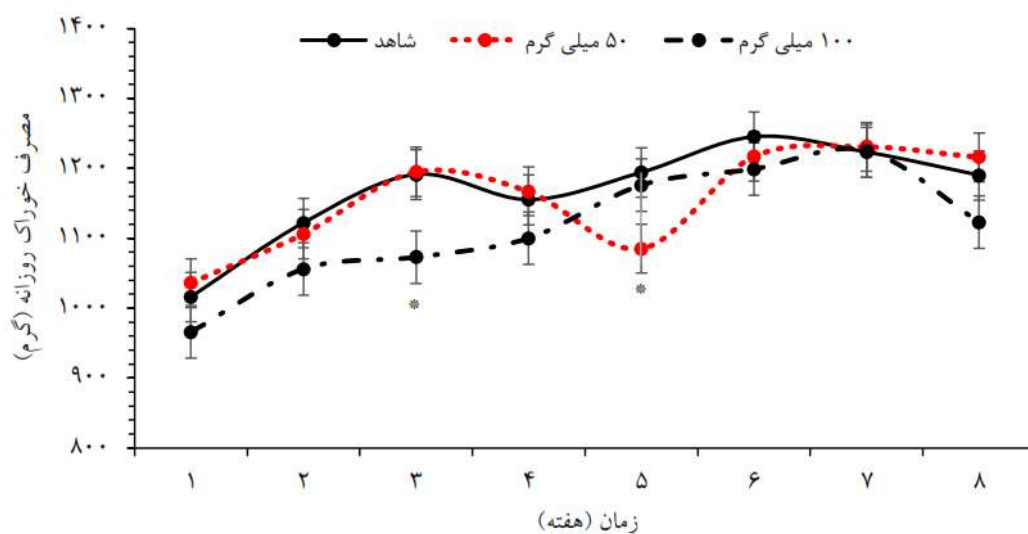 ۱۴۰۰
۱۳۰۰
۱۲۰۰
۱۱۰۰
۱۰۰۰
۹۰۰
۸۰۰
مصرف خوراک روزانه (گرم)
شاهد
۵۰ میلی گرم
۱۰۰ میلی گرم
*
*
۱ ۲ ۳ ۴ ۵ ۶ ۷ ۸
زمان (هفته)